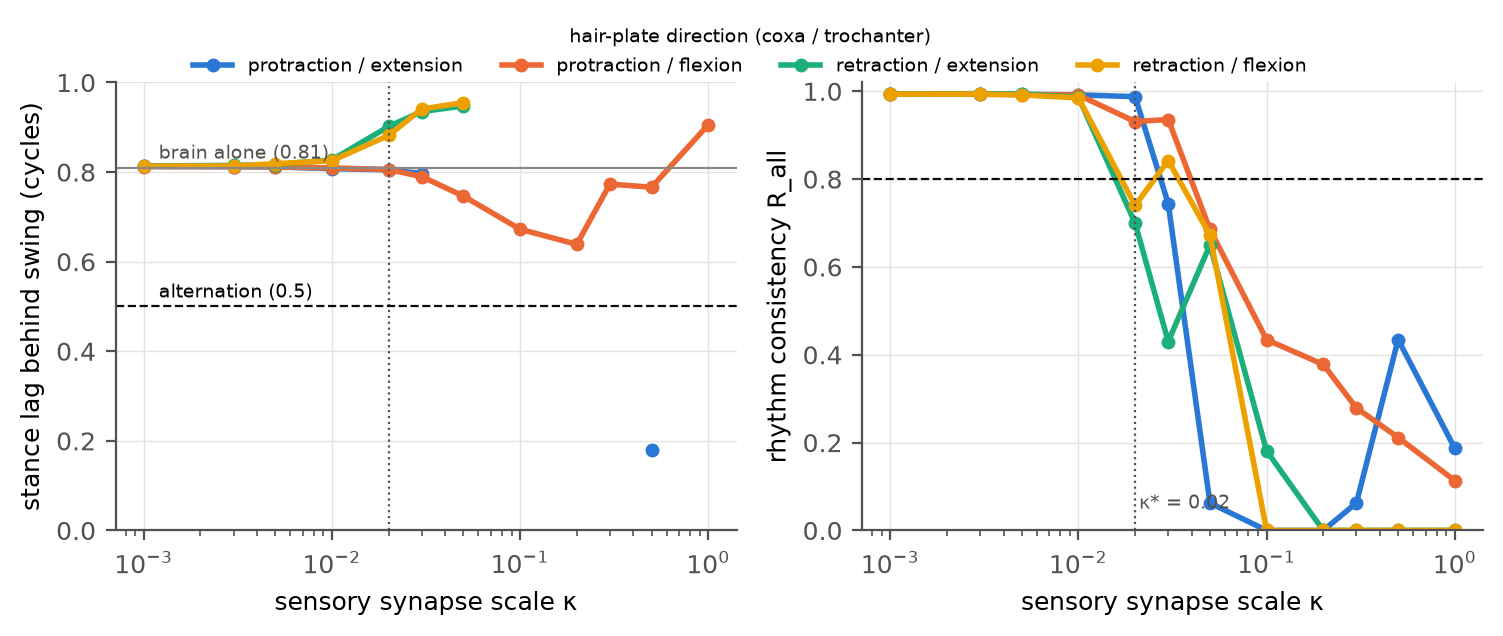 hair-plate direction (coxa / trochanter)
protraction / extension
protraction / flexion
retraction / extension
retraction / flexion
stance lag behind swing (cycles)
1.0
0.8
0.6
0.4
0.2
0.0
brain alone (0.81)
alternation (0.5)
10⁻³
10⁻²
10⁻¹
10⁰
sensory synapse scale κ
rhythm consistency R_all
1.0
0.8
0.6
0.4
0.2
0.0
κ* = 0.02
10⁻³
10⁻²
10⁻¹
10⁰
sensory synapse scale κ